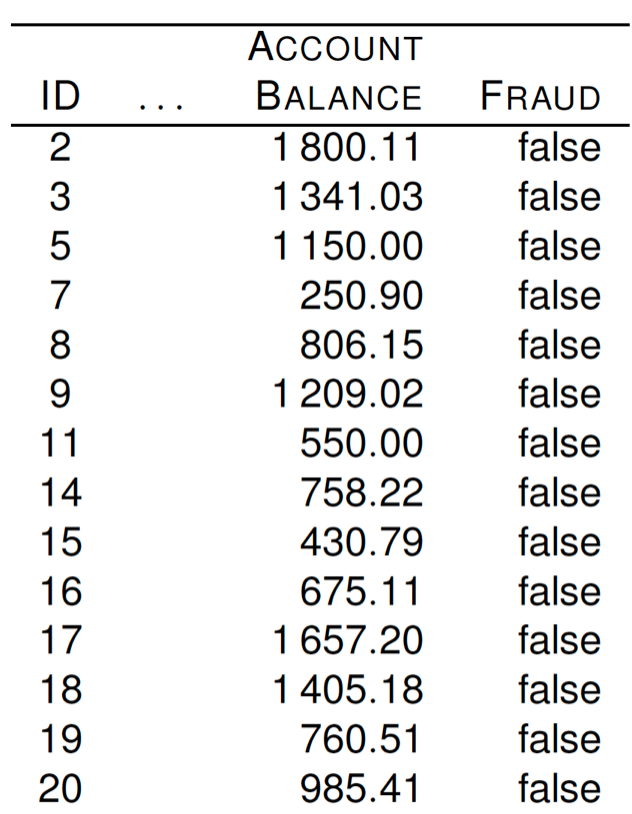 ACCOUNT
ID ... BALANCE FRAUD
2 1 800.11 false
3 1 341.03 false
5 1 150.00 false
7 250.90 false
8 806.15 false
9 1 209.02 false
11 550.00 false
14 758.22 false
15 430.79 false
16 675.11 false
17 1 657.20 false
18 1 405.18 false
19 760.51 false
20 985.41 false